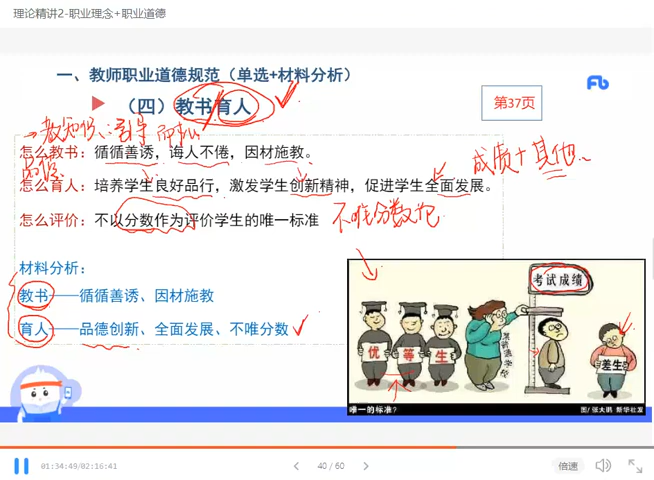 理论精讲2-职业理念+职业道德
一、教师职业道德规范（单选+材料分析）
（四）教书育人
第37页
怎么教书：循循善诱，诲人不倦，因材施教。
成质+其他
怎么育人：培养学生良好品行，激发学生创新精神，促进学生全面发展。
怎么评价：不以分数作为评价学生的唯一标准
不唯分数论
材料分析：
教书——循循善诱、因材施教
育人——品德创新、全面发展、不唯分数
考试成绩
优等生
差生
唯一的标准?
图/ 张大鹏 新华社发
01:34:49/02:16:41
40 / 60
倍速